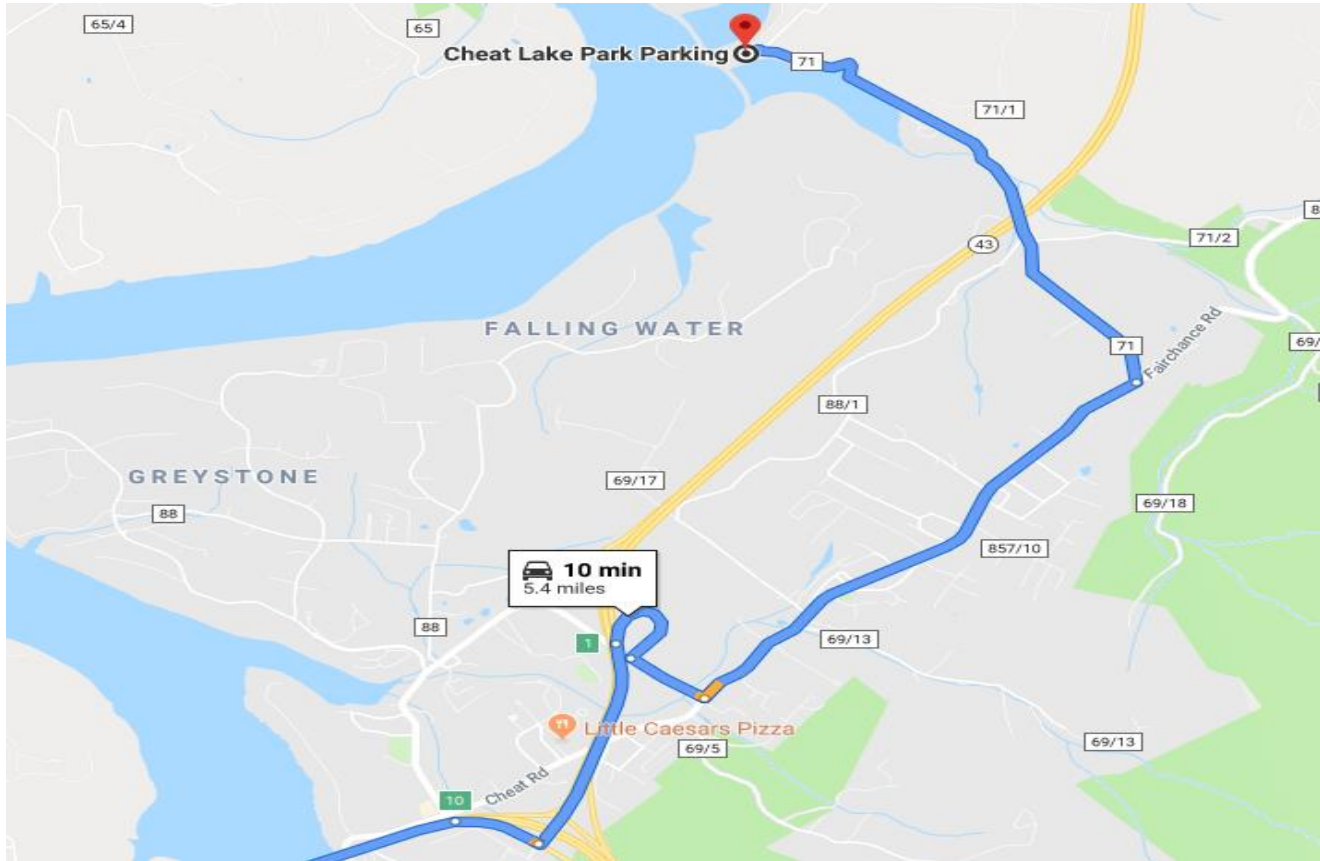 65/4
65
Cheat Lake Park Parking
71
71/1
43
71/2
8
FALLING WATER
71
Fairchance Rd
69/
88/1
GREYSTONE
69/17
88
69/18
857/10
10 min
5.4 miles
88
1
69/13
Little Caesars Pizza
69/5
69/13
Cheat Rd
10